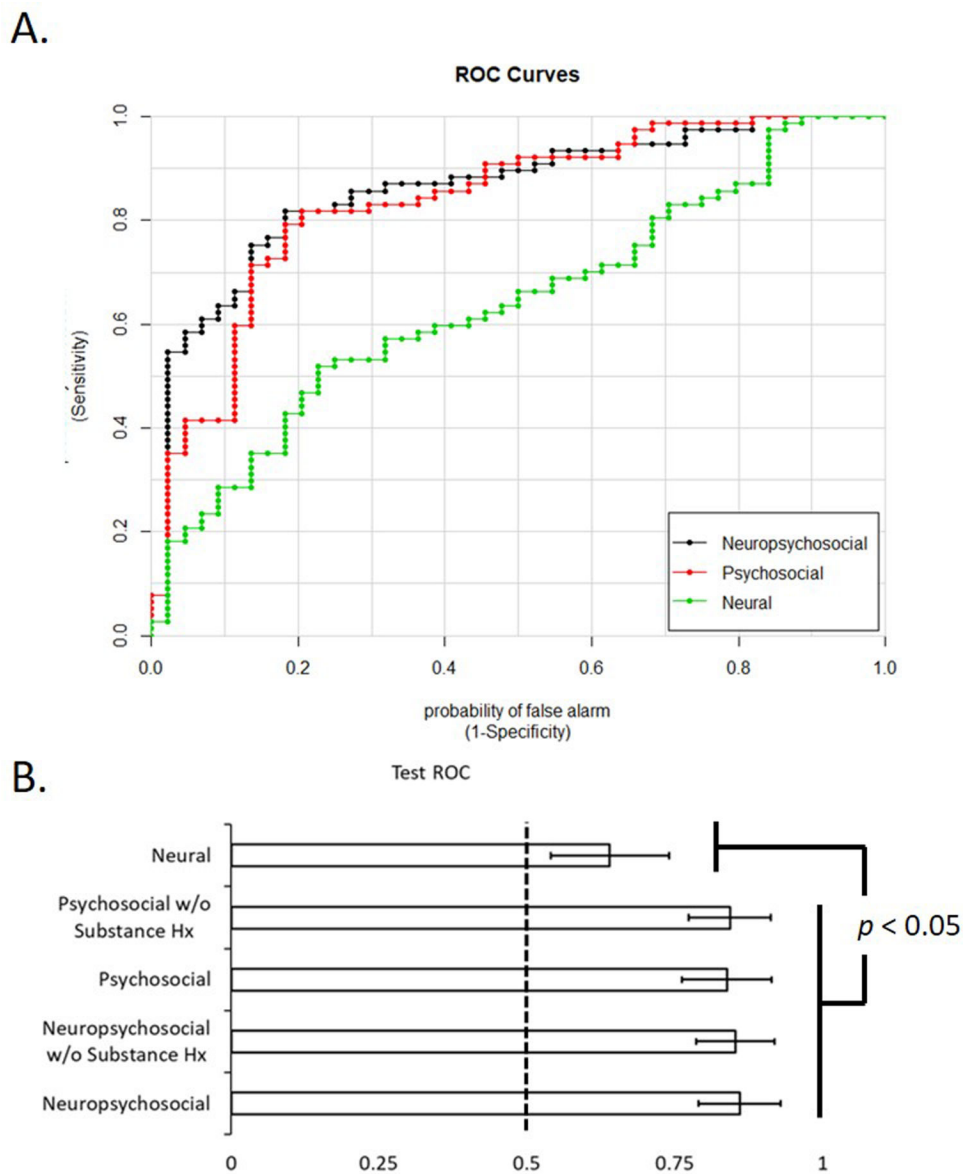 A.
ROC Curves
1.0
0.8
0.6
0.4
0.2
0.0
(Sensitivity)
Neuropsychosocial
Psychosocial
Neural
0.0 0.2 0.4 0.6 0.8 1.0
probability of false alarm
(1-Specificity)
B.
Test ROC
Neural
Psychosocial w/o
Substance Hx
Psychosocial
Neuropsychosocial
w/o Substance Hx
Neuropsychosocial
p < 0.05
0 0.25 0.5 0.75 1